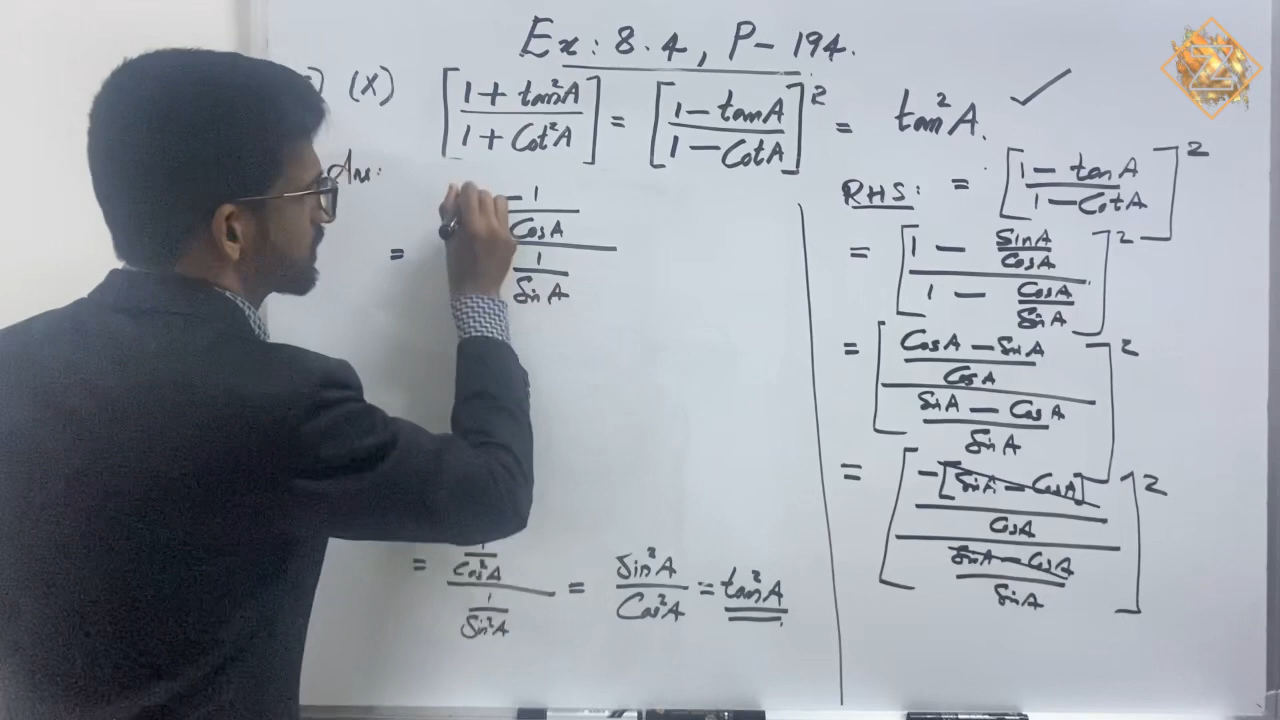 Ex: 8.4, P-194.
(X) [1 + tan²A / 1 + Cot²A] = [1 - tanA / 1 - CotA]² = tan²A. ✓
Ans:
= -1/CosA / 1/SinA
= 1/Cos²A / 1/Sin²A = Sin²A/Cos²A = tan²A
RHS: = [1 - tanA / 1 - CotA]²
= [1 - SinA/CosA / 1 - CosA/SinA]²
= [CosA - SinA/CosA / SinA - CosA/SinA]²
= [-[SinA - CosA]/CosA / SinA - CosA/SinA]²
Z